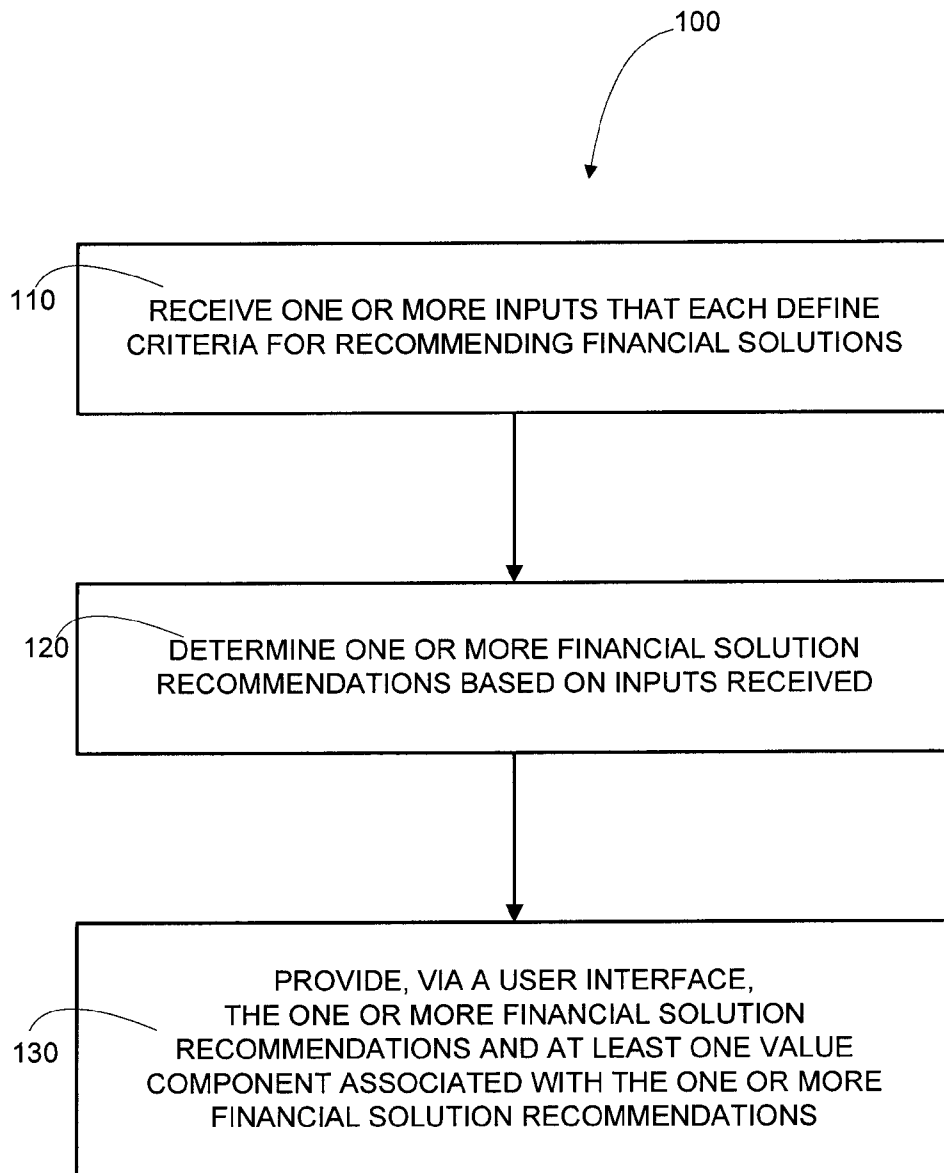 100
110
RECEIVE ONE OR MORE INPUTS THAT EACH DEFINE
CRITERIA FOR RECOMMENDING FINANCIAL SOLUTIONS
120
DETERMINE ONE OR MORE FINANCIAL SOLUTION
RECOMMENDATIONS BASED ON INPUTS RECEIVED
130
PROVIDE, VIA A USER INTERFACE,
THE ONE OR MORE FINANCIAL SOLUTION
RECOMMENDATIONS AND AT LEAST ONE VALUE
COMPONENT ASSOCIATED WITH THE ONE OR MORE
FINANCIAL SOLUTION RECOMMENDATIONS